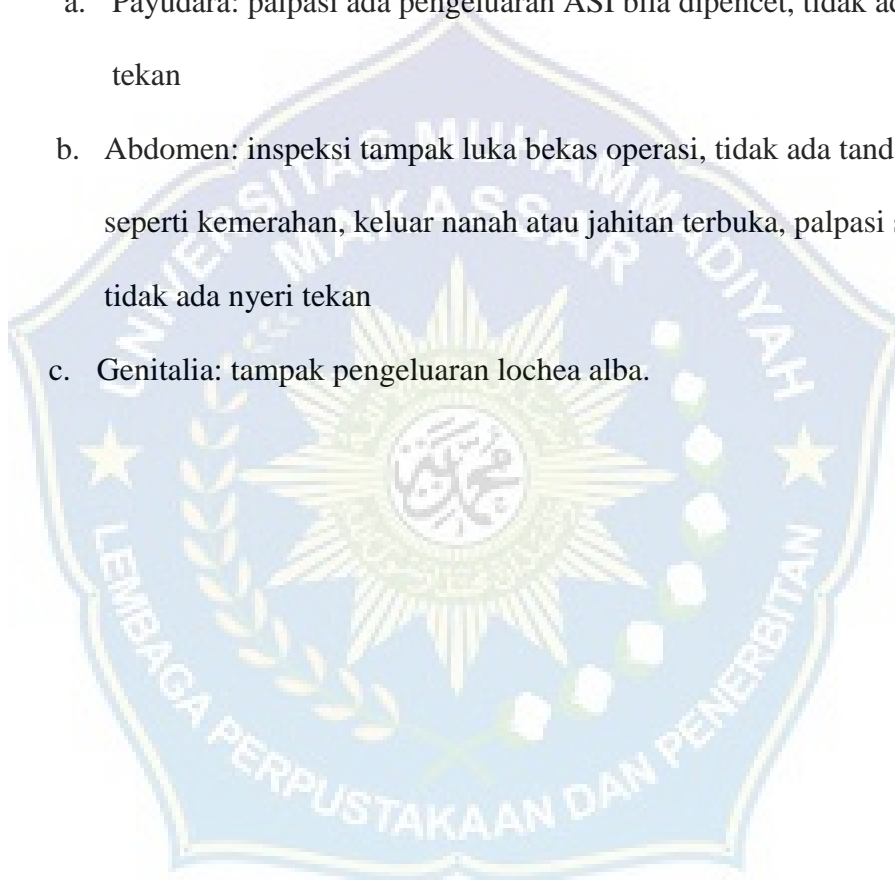 a. Payudara: palpasi ada pengeluaran ASI bila dipencet, tidak
tekan
b. Abdomen: inspeksi tampak luka bekas operasi, tidak ada
seperti kemerahan, keluar nanah atau jahitan terbuka, palpasi
tidak ada nyeri tekan
c. Genitalia: tampak pengeluaran lochea alba.
UNIVERSITAS MUHAMMADIYAH
MAKASSAR
LEMBAGA PERPUSTAKAAN DAN PENERBITAN